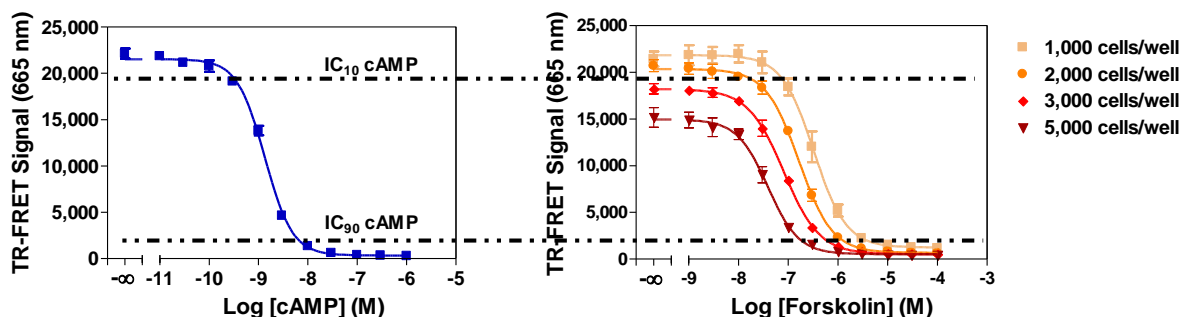 TR-FRET Signal (665 nm)
25,000
20,000
15,000
10,000
5,000
0
IC10 cAMP
IC90 cAMP
-∞ -11 -10 -9 -8 -7 -6 -5
Log [cAMP] (M)
TR-FRET Signal (665 nm)
25,000
20,000
15,000
10,000
5,000
0
-∞ -9 -8 -7 -6 -5 -4 -3
Log [Forskolin] (M)
1,000 cells/well
2,000 cells/well
3,000 cells/well
5,000 cells/well